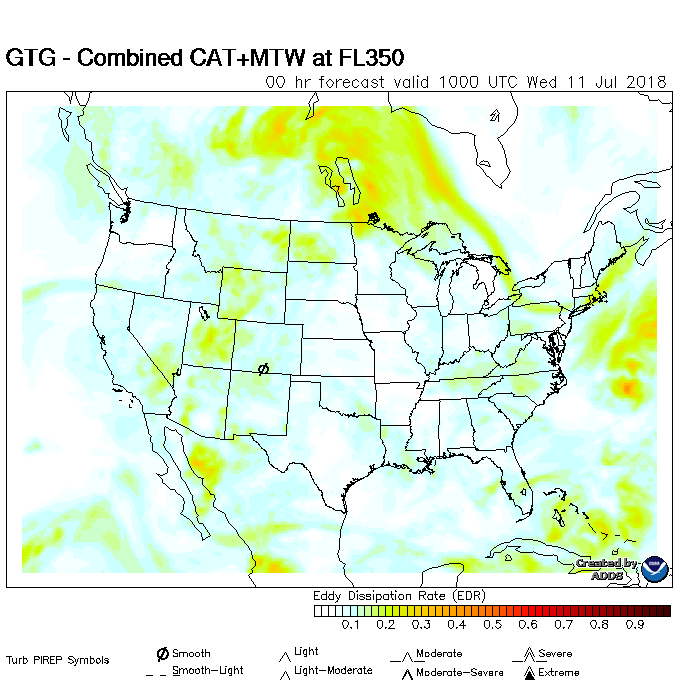 GTG - Combined CAT+MTW at FL350
00 hr forecast valid 1000 UTC Wed 11 Jul 2018
Created by
ADDS
Eddy Dissipation Rate (EDR)
0.1 0.2 0.3 0.4 0.5 0.6 0.7 0.8 0.9
Turb PIREP Symbols
Smooth Light Moderate Severe
Smooth-Light Light-Moderate Moderate-Severe Extreme